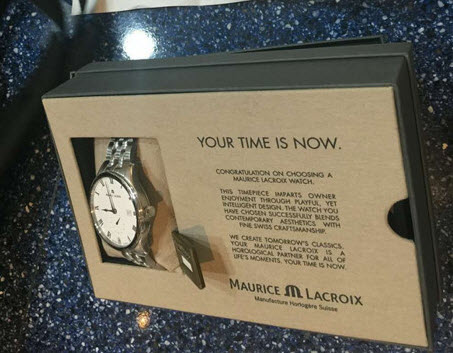 YOUR TIME IS NOW.
CONGRATULATION ON CHOOSING A
MAURICE LACROIX WATCH.
THIS TIMEPIECE IMPARTS OWNER
ENJOYMENT THROUGH PLAYFUL, YET
INTELLIGENT DESIGN. THE WATCH YOU
HAVE CHOSEN SUCCESSFULLY BLENDS
CONTEMPORARY AESTHETICS WITH
FINE SWISS CRAFTSMANSHIP.
WE CREATE TOMORROW'S CLASSICS.
YOUR MAURICE LACROIX IS A
HOROLOGICAL PARTNER FOR ALL OF
LIFE'S MOMENTS. YOUR TIME IS NOW.
MAURICE LACROIX
Manufacture Horlogère Suisse